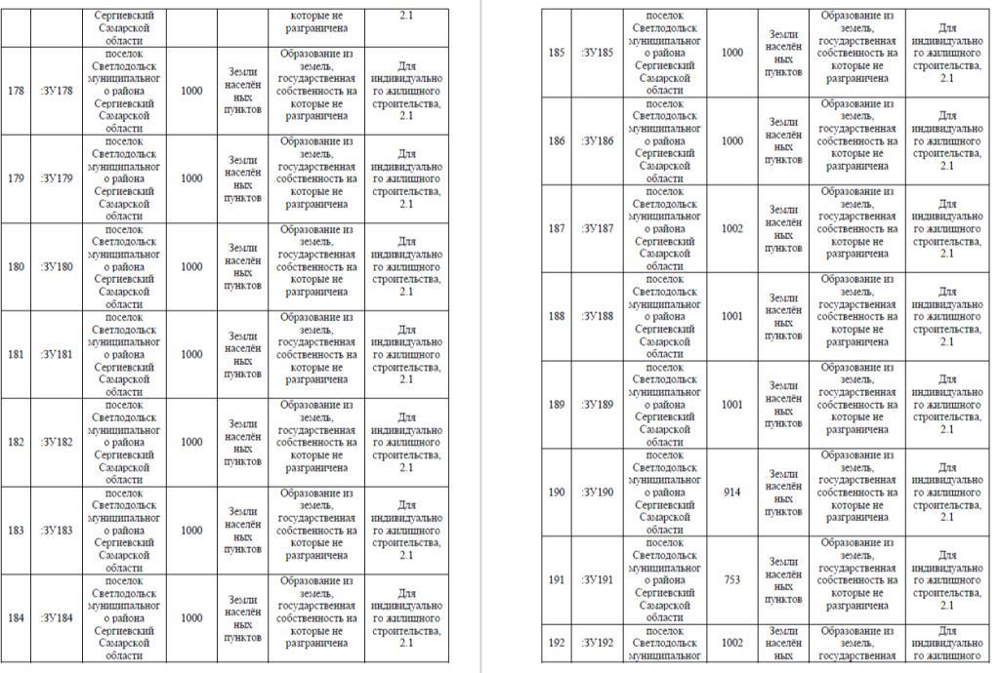 Сергиевский
Самарской
области
которые не
разграничена
2.1
178
:ЗУ178
поселок
Светлодольск
муниципальног
о района
Сергиевский
Самарской
области
1000
Земли
населён
ных
пунктов
Образование из
земель,
государственная
собственность на
которые не
разграничена
Для
индивидуально
го жилищного
строительства,
2.1
179
:ЗУ179
поселок
Светлодольск
муниципальног
о района
Сергиевский
Самарской
области
1000
Земли
населён
ных
пунктов
Образование из
земель,
государственная
собственность на
которые не
разграничена
Для
индивидуально
го жилищного
строительства,
2.1
180
:ЗУ180
поселок
Светлодольск
муниципальног
о района
Сергиевский
Самарской
области
1000
Земли
населён
ных
пунктов
Образование из
земель,
государственная
собственность на
которые не
разграничена
Для
индивидуально
го жилищного
строительства,
2.1
181
:ЗУ181
поселок
Светлодольск
муниципальног
о района
Сергиевский
Самарской
области
1000
Земли
населён
ных
пунктов
Образование из
земель,
государственная
собственность на
которые не
разграничена
Для
индивидуально
го жилищного
строительства,
2.1
182
:ЗУ182
поселок
Светлодольск
муниципальног
о района
Сергиевский
Самарской
области
1000
Земли
населён
ных
пунктов
Образование из
земель,
государственная
собственность на
которые не
разграничена
Для
индивидуально
го жилищного
строительства,
2.1
183
:ЗУ183
поселок
Светлодольск
муниципальног
о района
Сергиевский
Самарской
области
1000
Земли
населён
ных
пунктов
Образование из
земель,
государственная
собственность на
которые не
разграничена
Для
индивидуально
го жилищного
строительства,
2.1
184
:ЗУ184
поселок
Светлодольск
муниципальног
о района
Сергиевский
Самарской
области
1000
Земли
населён
ных
пунктов
Образование из
земель,
государственная
собственность на
которые не
разграничена
Для
индивидуально
го жилищного
строительства,
2.1
185
:ЗУ185
поселок
Светлодольск
муниципальног
о района
Сергиевский
Самарской
области
1000
Земли
населён
ных
пунктов
Образование из
земель,
государственная
собственность на
которые не
разграничена
Для
индивидуально
го жилищного
строительства,
2.1
186
:ЗУ186
поселок
Светлодольск
муниципальног
о района
Сергиевский
Самарской
области
1000
Земли
населён
ных
пунктов
Образование из
земель,
государственная
собственность на
которые не
разграничена
Для
индивидуально
го жилищного
строительства,
2.1
187
:ЗУ187
поселок
Светлодольск
муниципальног
о района
Сергиевский
Самарской
области
1002
Земли
населён
ных
пунктов
Образование из
земель,
государственная
собственность на
которые не
разграничена
Для
индивидуально
го жилищного
строительства,
2.1
188
:ЗУ188
поселок
Светлодольск
муниципальног
о района
Сергиевский
Самарской
области
1001
Земли
населён
ных
пунктов
Образование из
земель,
государственная
собственность на
которые не
разграничена
Для
индивидуально
го жилищного
строительства,
2.1
189
:ЗУ189
поселок
Светлодольск
муниципальног
о района
Сергиевский
Самарской
области
1001
Земли
населён
ных
пунктов
Образование из
земель,
государственная
собственность на
которые не
разграничена
Для
индивидуально
го жилищного
строительства,
2.1
190
:ЗУ190
поселок
Светлодольск
муниципальног
о района
Сергиевский
Самарской
области
914
Земли
населён
ных
пунктов
Образование из
земель,
государственная
собственность на
которые не
разграничена
Для
индивидуально
го жилищного
строительства,
2.1
191
:ЗУ191
поселок
Светлодольск
муниципальног
о района
Сергиевский
Самарской
области
753
Земли
населён
ных
пунктов
Образование из
земель,
государственная
собственность на
которые не
разграничена
Для
индивидуально
го жилищного
строительства,
2.1
192
:ЗУ192
поселок
Светлодольск
муниципальног
1002
Земли
населён
ных
Образование из
земель,
государственная
Для
индивидуально
го жилищного